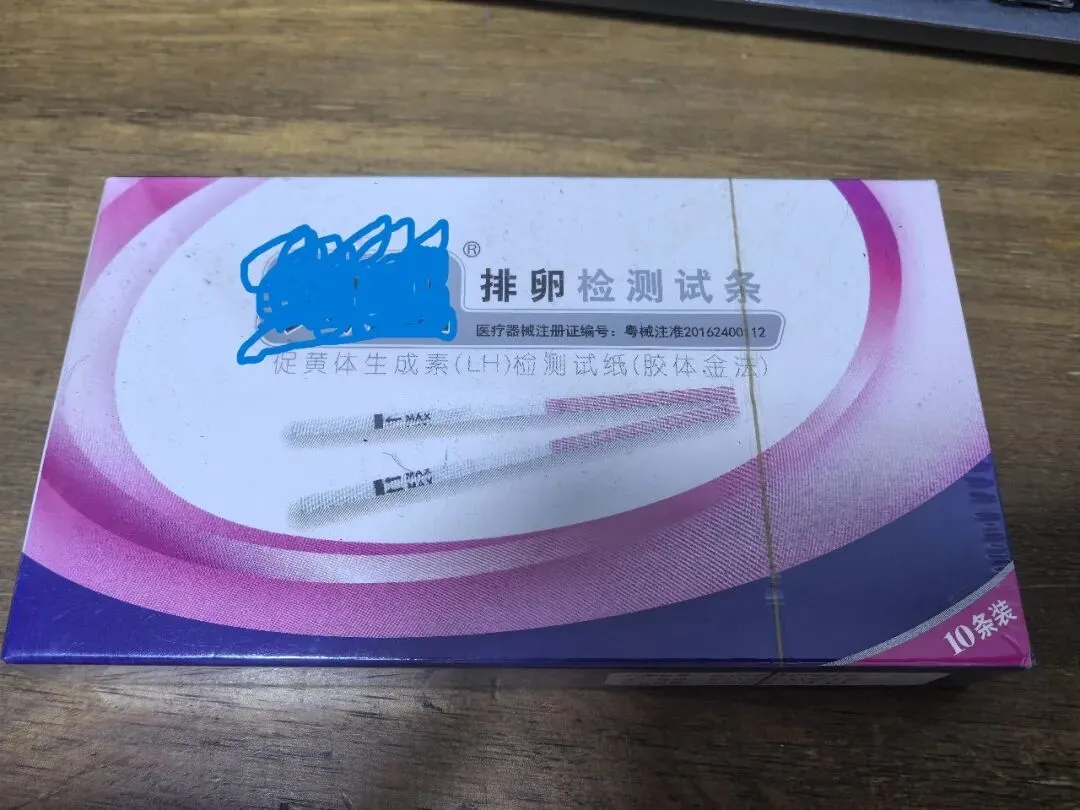 ®
排卵检测试条
医疗器械注册证编号：粤械注准20162400112
促黄体生成素(LH)检测试纸(胶体金法)
MAX
MAX
MAX
10条装